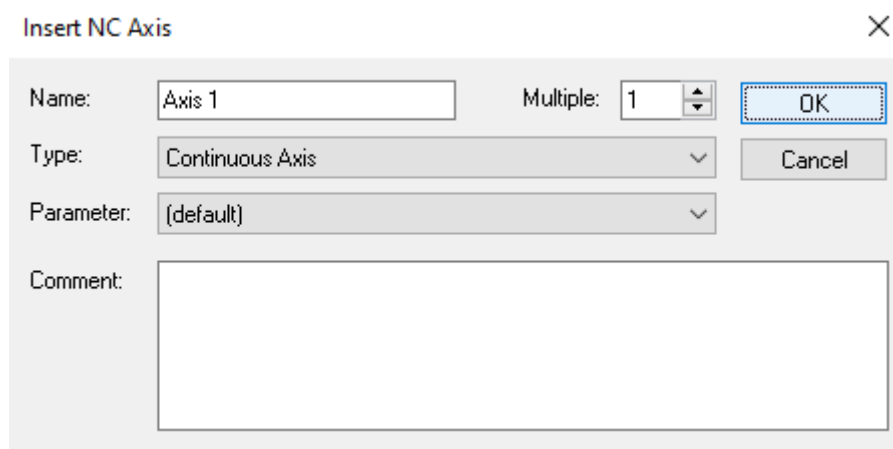 Insert NC Axis
Name: Axis 1 Multiple: 1 OK
Type: Continuous Axis Cancel
Parameter: (default)
Comment: